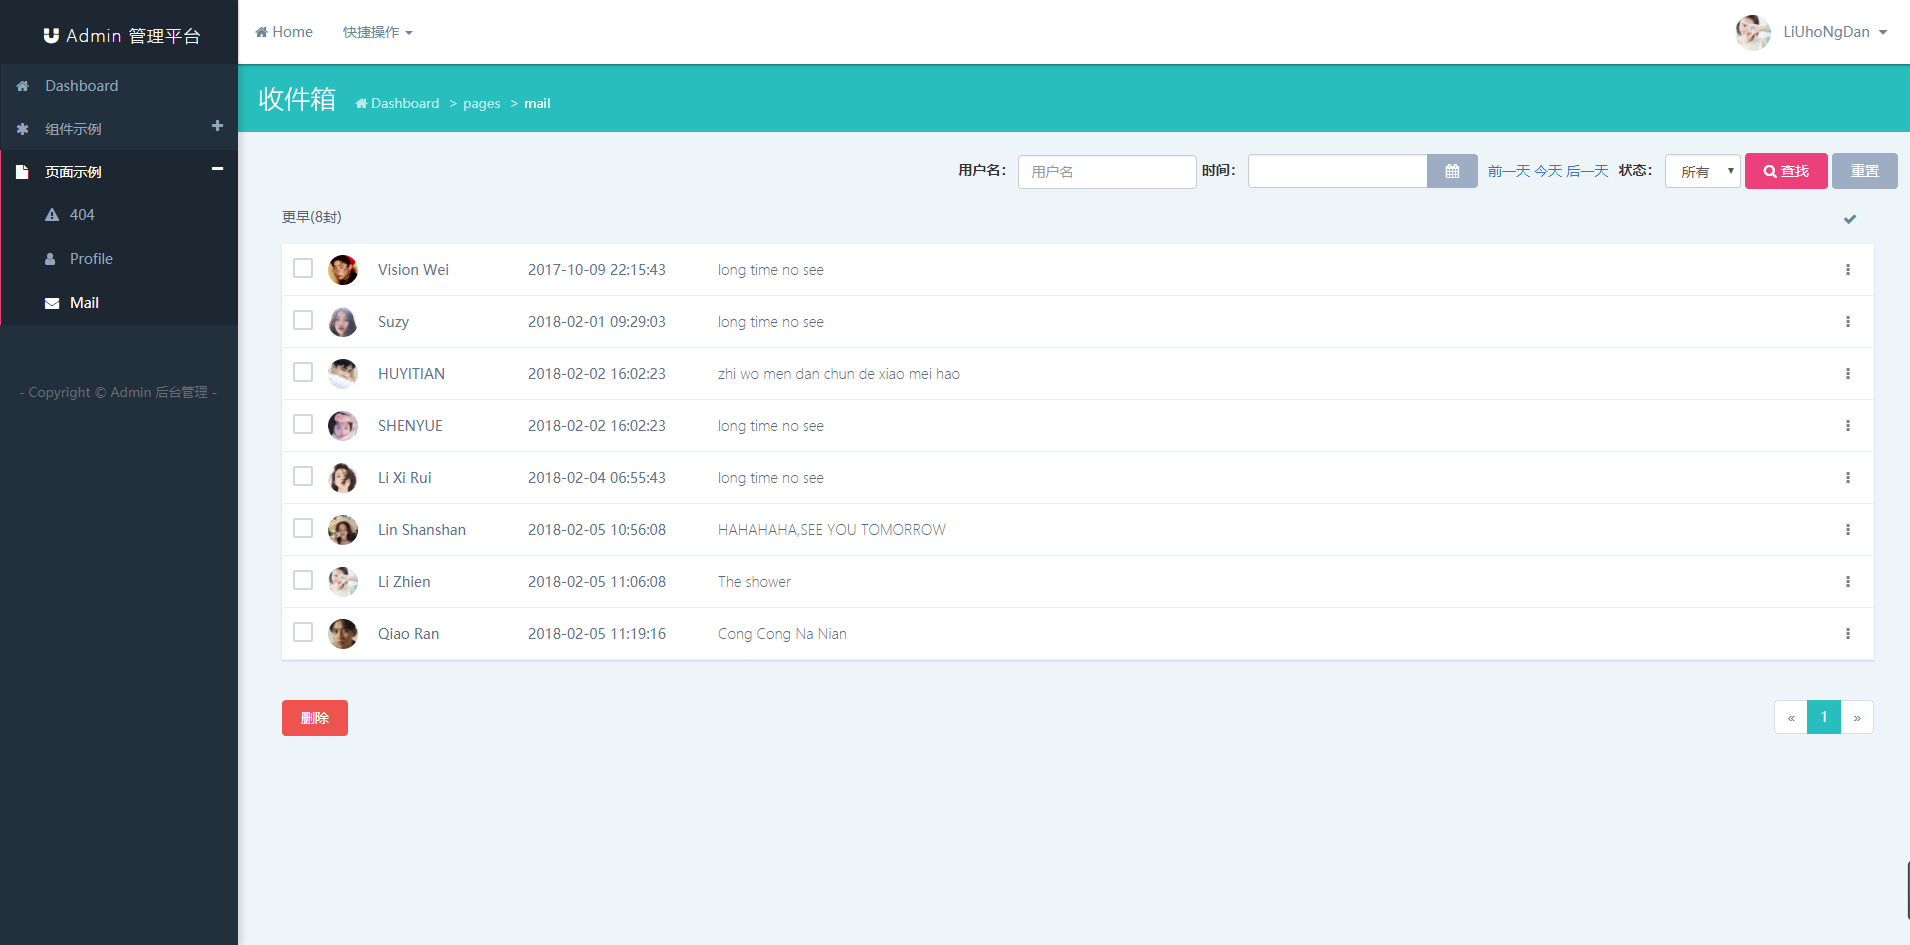 Admin 管理平台
Home 快捷操作
LiUhoNgDan
Dashboard
组件示例
页面示例
404
Profile
Mail
- Copyright © Admin 后台管理 -
收件箱 Dashboard > pages > mail
用户名： 用户名 时间： 前一天 今天 后一天 状态： 所有 查找 重置
更早(8封)
Vision Wei 2017-10-09 22:15:43 long time no see
Suzy 2018-02-01 09:29:03 long time no see
HUYITIAN 2018-02-02 16:02:23 zhi wo men dan chun de xiao mei hao
SHENYUE 2018-02-02 16:02:23 long time no see
Li Xi Rui 2018-02-04 06:55:43 long time no see
Lin Shanshan 2018-02-05 10:56:08 HAHAHAHA,SEE YOU TOMORROW
Li Zhien 2018-02-05 11:06:08 The shower
Qiao Ran 2018-02-05 11:19:16 Cong Cong Na Nian
删除
« 1 »